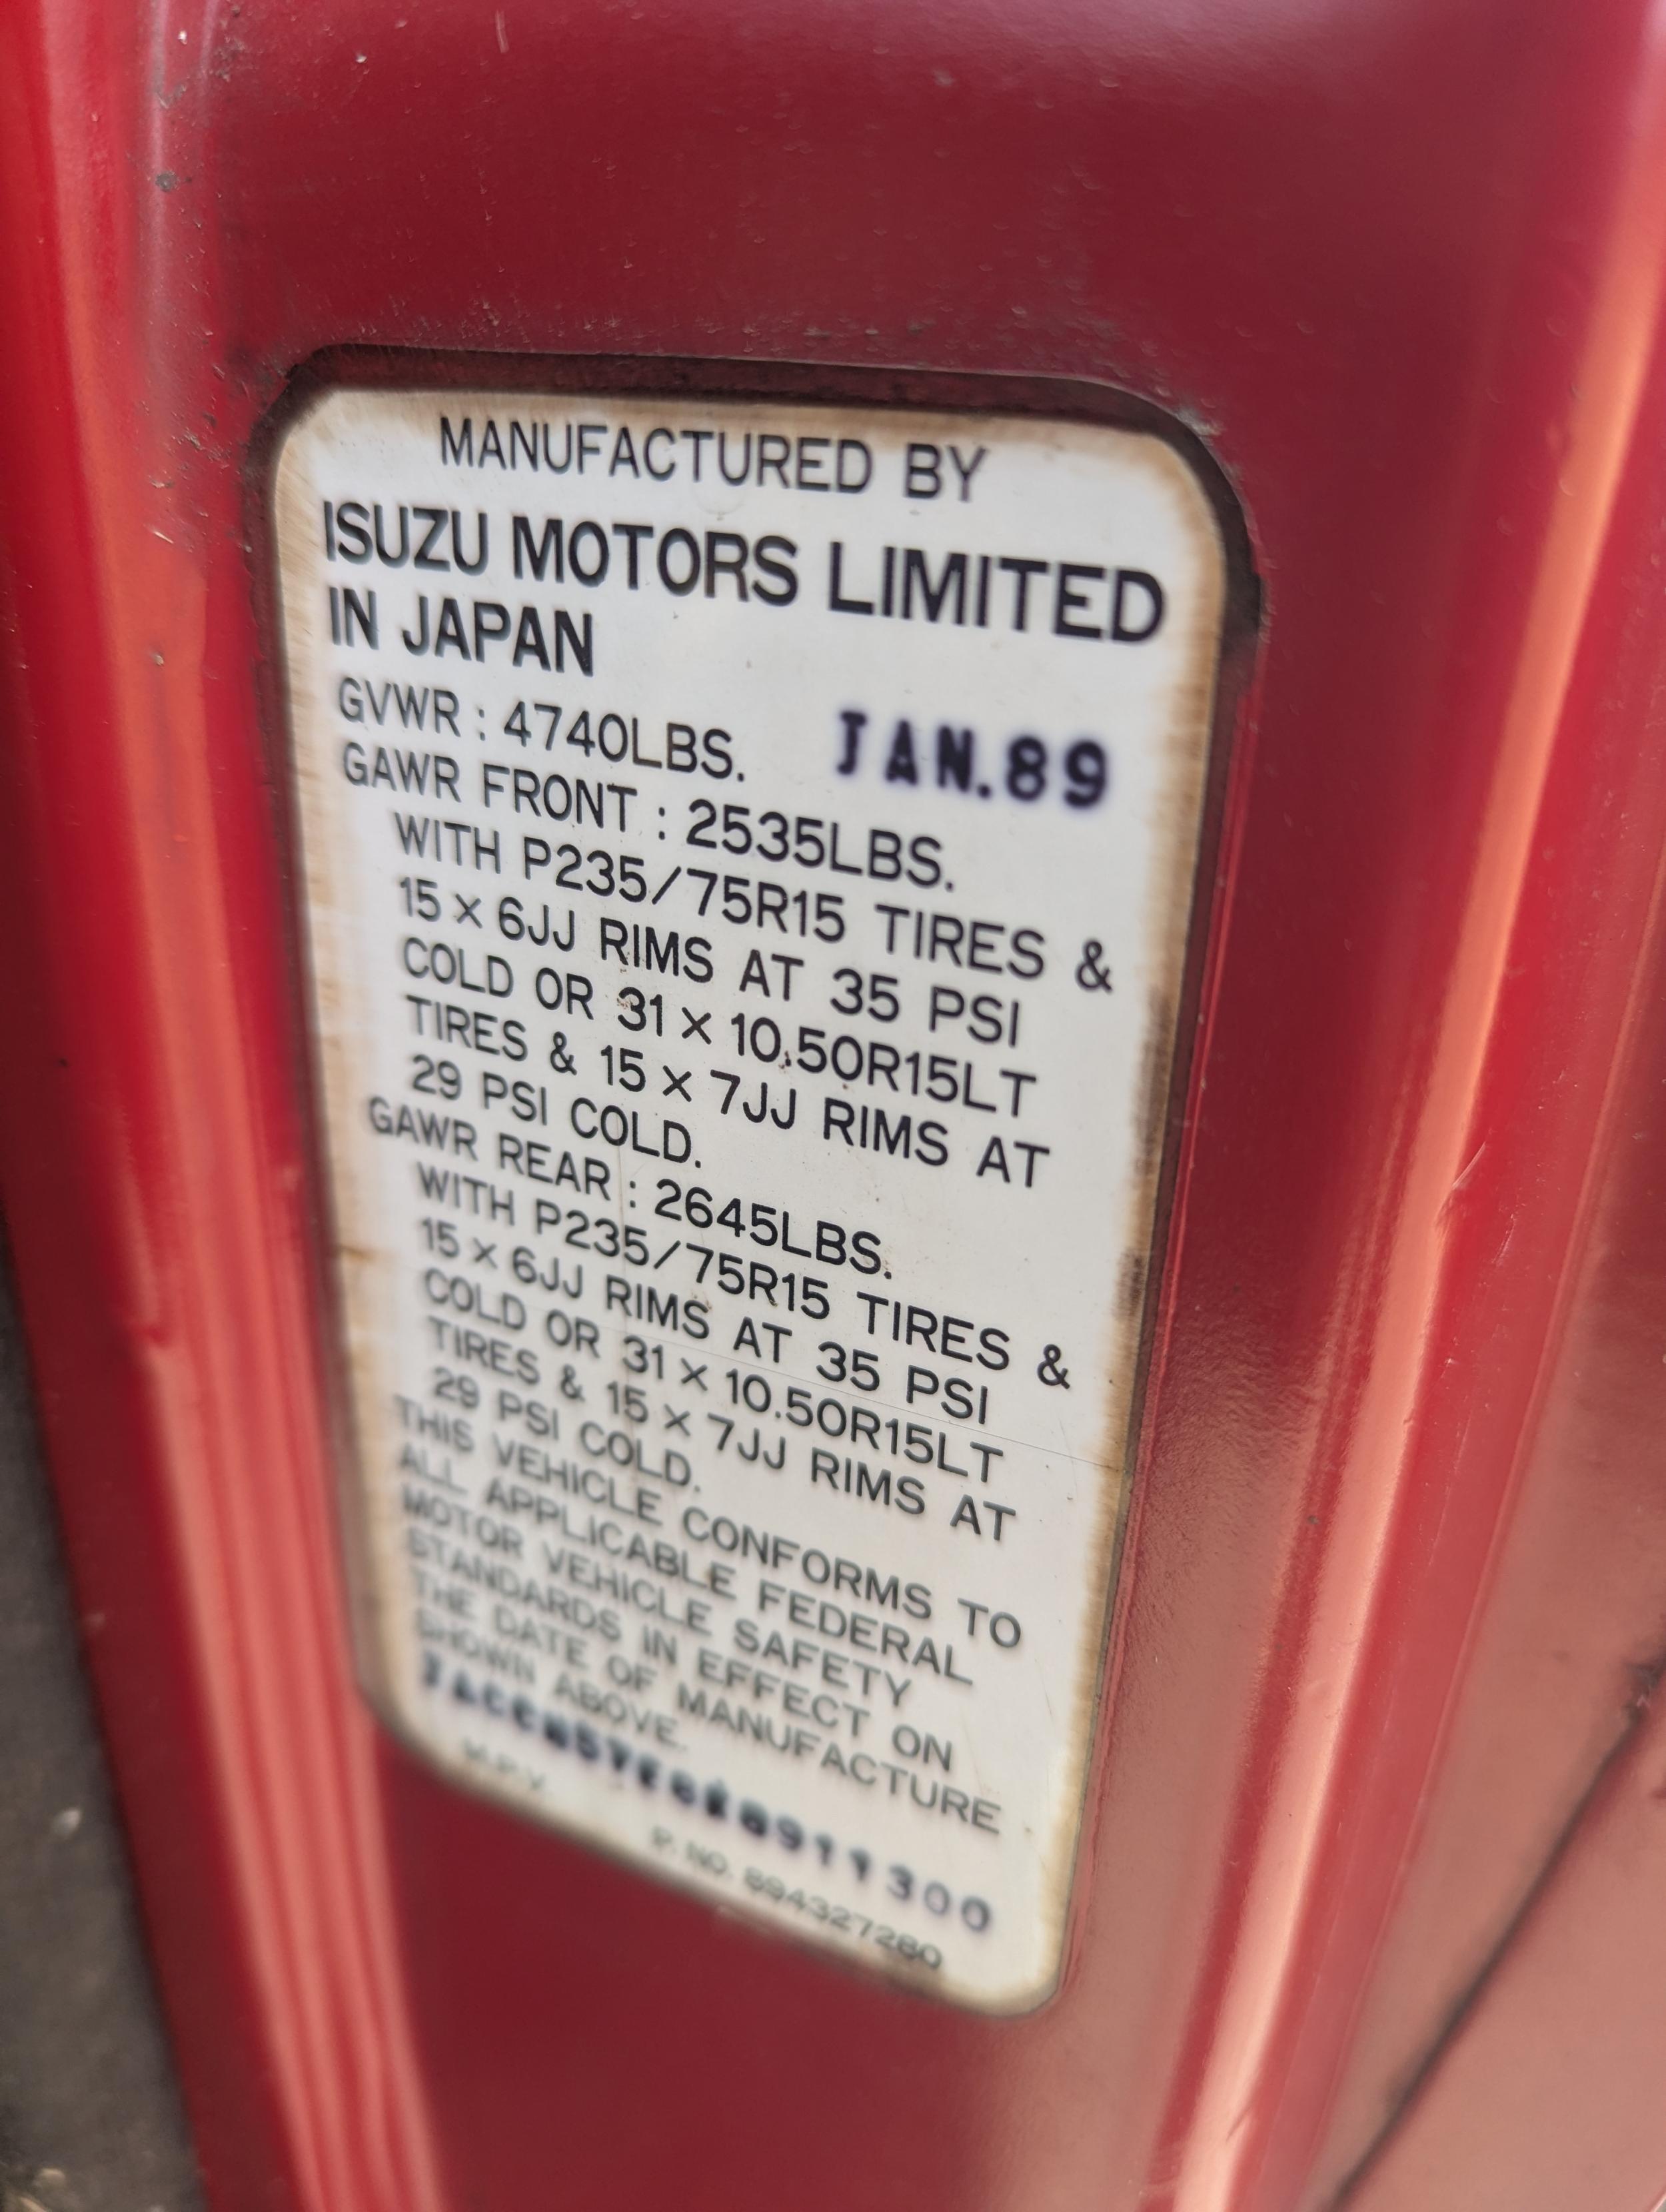 MANUFACTURED BY
ISUZU MOTORS LIMITED
IN JAPAN
GVWR : 4740LBS. JAN.89
GAWR FRONT : 2535LBS.
WITH P235/75R15 TIRES &
15 × 6JJ RIMS AT 35 PSI
COLD OR 31 × 10.50R15LT
TIRES & 15 × 7JJ RIMS AT
29 PSI COLD.
GAWR REAR : 2645LBS.
WITH P235/75R15 TIRES &
15 × 6JJ RIMS AT 35 PSI
COLD OR 31 × 10.50R15LT
TIRES & 15 × 7JJ RIMS AT
29 PSI COLD.
THIS VEHICLE CONFORMS TO
ALL APPLICABLE FEDERAL
MOTOR VEHICLE SAFETY
STANDARDS IN EFFECT ON
THE DATE OF MANUFACTURE
SHOWN ABOVE.
M.P.V.
P. NO. 894327280